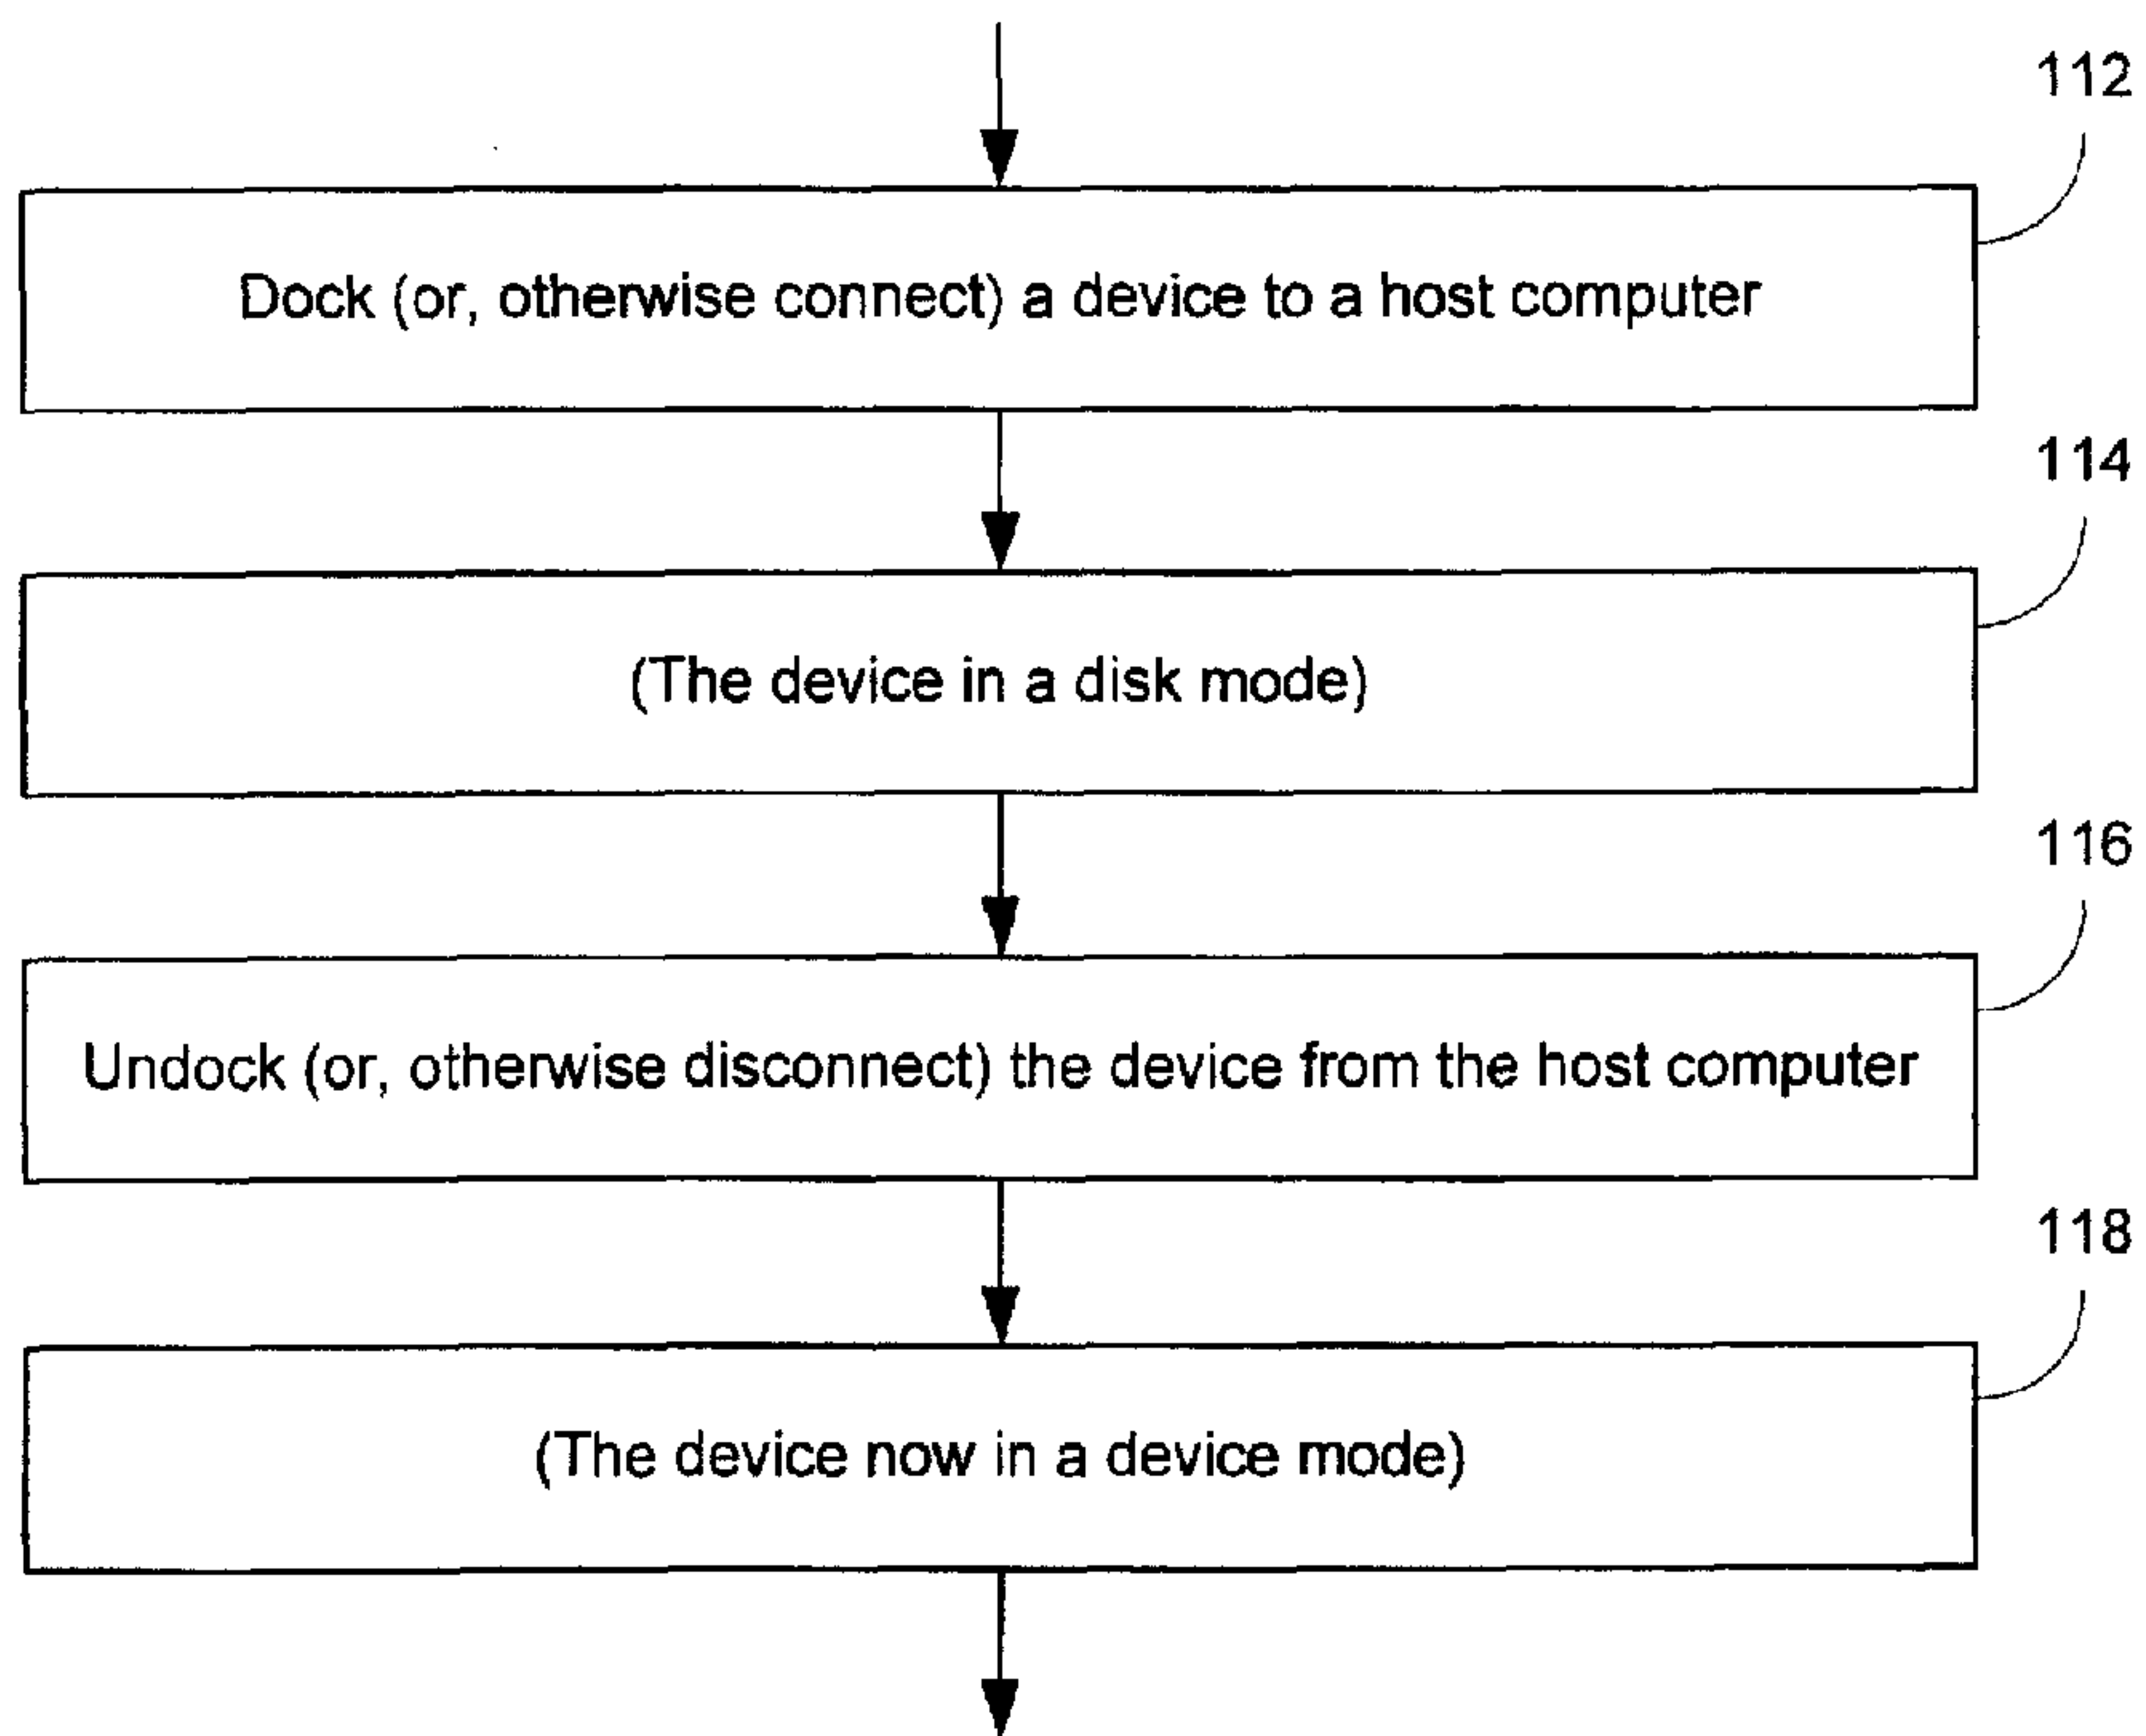 112
Dock (or, otherwise connect) a device to a host computer
114
(The device in a disk mode)
116
Undock (or, otherwise disconnect) the device from the host computer
118
(The device now in a device mode)